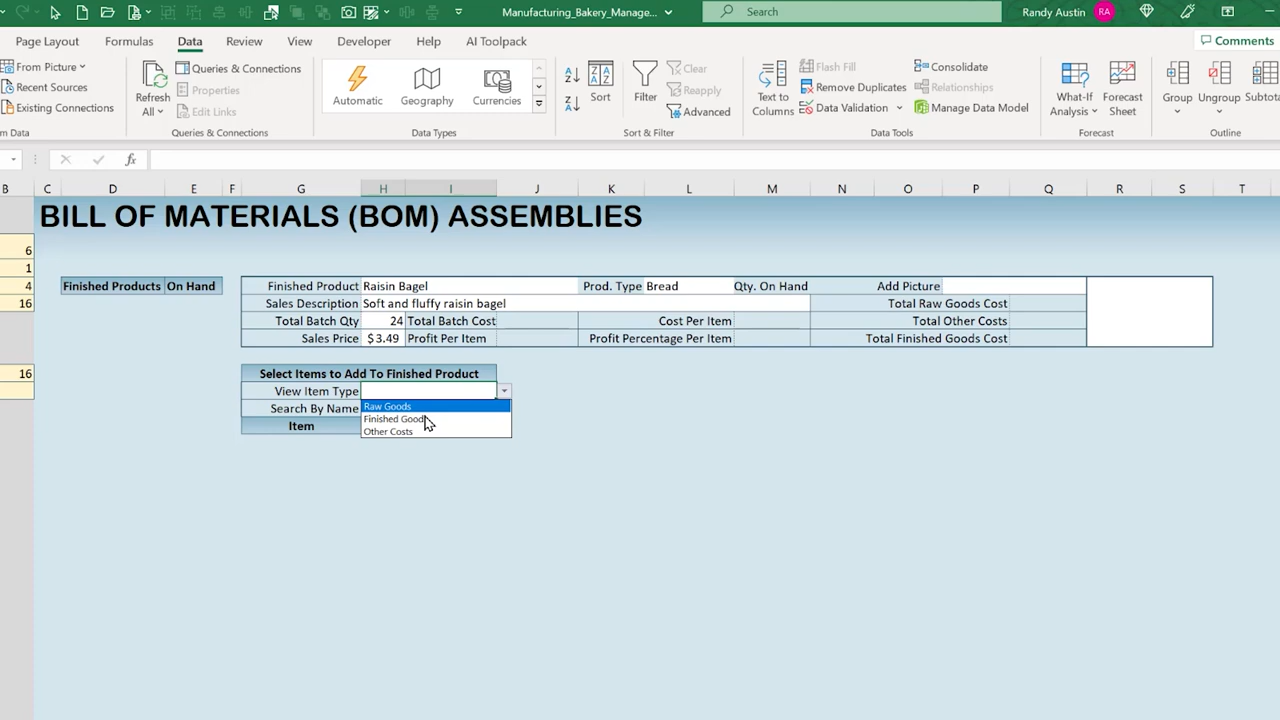 Manufacturing_Bakery_Manage...
Search
Randy Austin
RA
Page Layout
Formulas
Data
Review
View
Developer
Help
AI Toolpack
Comments
From Picture
Recent Sources
Existing Connections
Refresh
All
Queries & Connections
Properties
Edit Links
Queries & Connections
Automatic
Geography
Currencies
Data Types
Sort
Filter
Clear
Reapply
Advanced
Sort & Filter
Text to
Columns
Flash Fill
Remove Duplicates
Data Validation
Consolidate
Relationships
Manage Data Model
Data Tools
What-If
Analysis
Forecast
Sheet
Forecast
Group
Ungroup
Outline
fx
B C D E F G H I J K L M N O P Q R S T
BILL OF MATERIALS (BOM) ASSEMBLIES
6
1
4
16
16
Finished Products On Hand
Finished Product Raisin Bagel Prod. Type Bread Qty. On Hand Add Picture
Sales Description Soft and fluffy raisin bagel Total Raw Goods Cost
Total Batch Qty 24 Total Batch Cost Cost Per Item Total Other Costs
Sales Price $3.49 Profit Per Item Profit Percentage Per Item Total Finished Goods Cost
Select Items to Add To Finished Product
View Item Type
Raw Goods
Search By Name
Finished Goods
Item
Other Costs